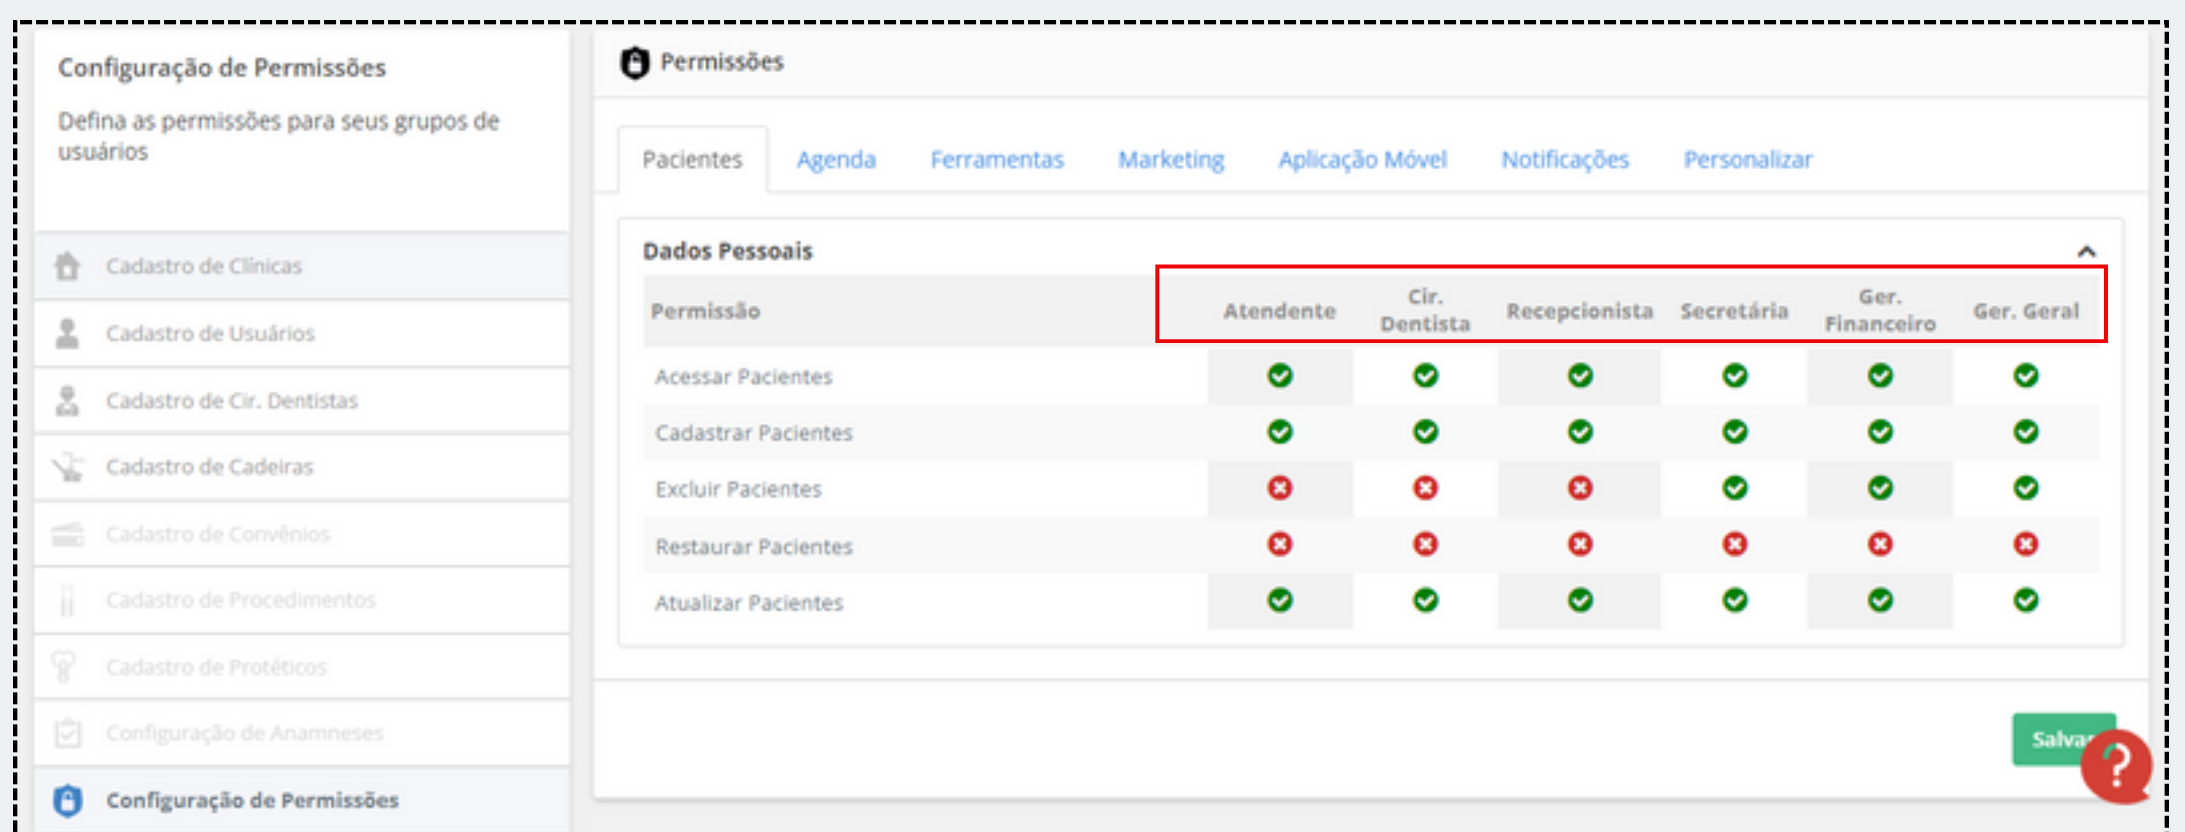 Configuração de Permissões
Defina as permissões para seus grupos de
usuários
Cadastro de Clínicas
Cadastro de Usuários
Cadastro de Cir. Dentistas
Cadastro de Cadeiras
Cadastro de Convênios
Cadastro de Procedimentos
Cadastro de Protéticos
Configuração de Anamneses
Configuração de Permissões
Permissões
Pacientes Agenda Ferramentas Marketing Aplicação Móvel Notificações Personalizar
Dados Pessoais
Permissão Atendente Cir. Dentista Recepcionista Secretária Ger. Financeiro Ger. Geral
Acessar Pacientes
Cadastrar Pacientes
Excluir Pacientes
Restaurar Pacientes
Atualizar Pacientes
Salvar
?